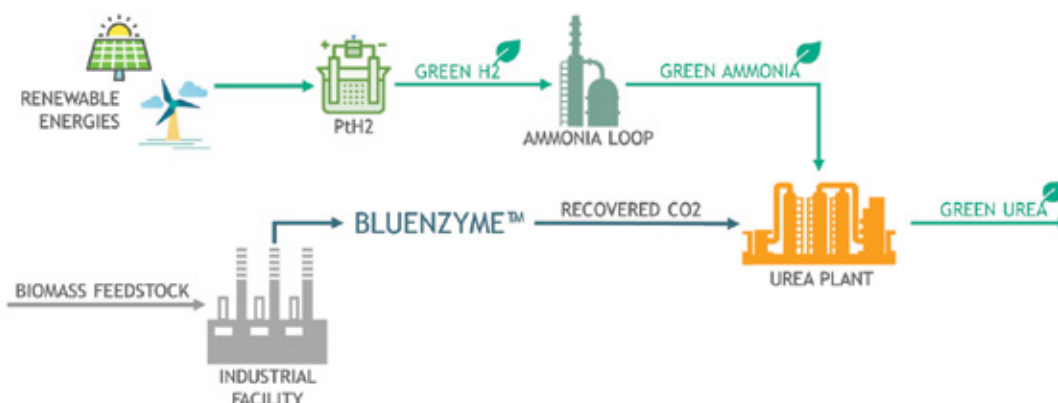 RENEWABLE
ENERGIES
PtH2
GREEN H2
AMMONIA LOOP
GREEN AMMONIA
BIOMASS FEEDSTOCK
INDUSTRIAL
FACILITY
BLUENZYME™
RECOVERED CO2
UREA PLANT
GREEN UREA